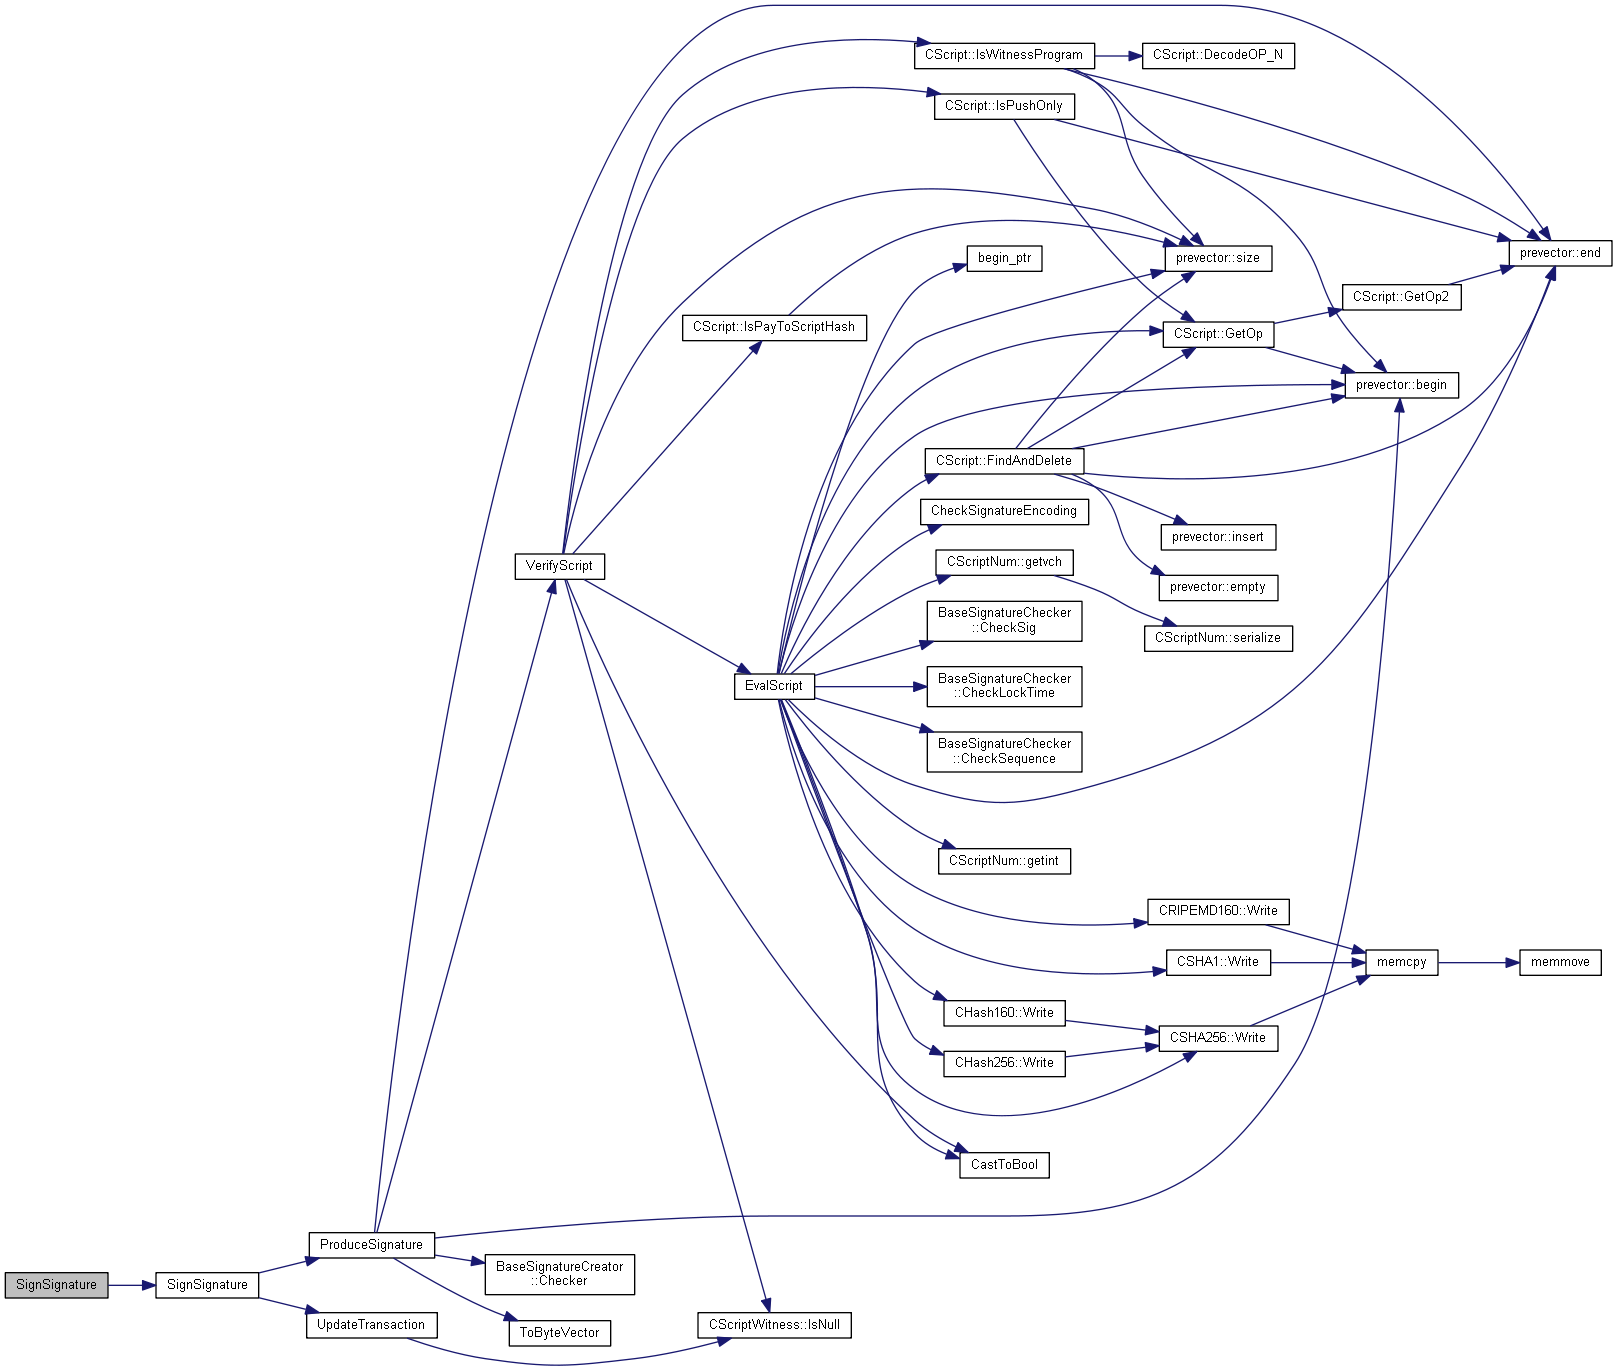 CScript::IsWitnessProgram
CScript::DecodeOP_N
CScript::IsPushOnly
prevector::end
begin_ptr
prevector::size
CScript::GetOp2
CScript::IsPayToScriptHash
CScript::GetOp
prevector::begin
CScript::FindAndDelete
CheckSignatureEncoding
prevector::insert
VerifyScript
CScriptNum::getvch
prevector::empty
BaseSignatureChecker
::CheckSig
CScriptNum::serialize
EvalScript
BaseSignatureChecker
::CheckLockTime
BaseSignatureChecker
::CheckSequence
CScriptNum::getint
CRIPEMD160::Write
CSHA1::Write
memcpy
memmove
CHash160::Write
CSHA256::Write
CHash256::Write
CastToBool
ProduceSignature
BaseSignatureCreator
::Checker
SignSignature
SignSignature
UpdateTransaction
ToByteVector
CScriptWitness::IsNull